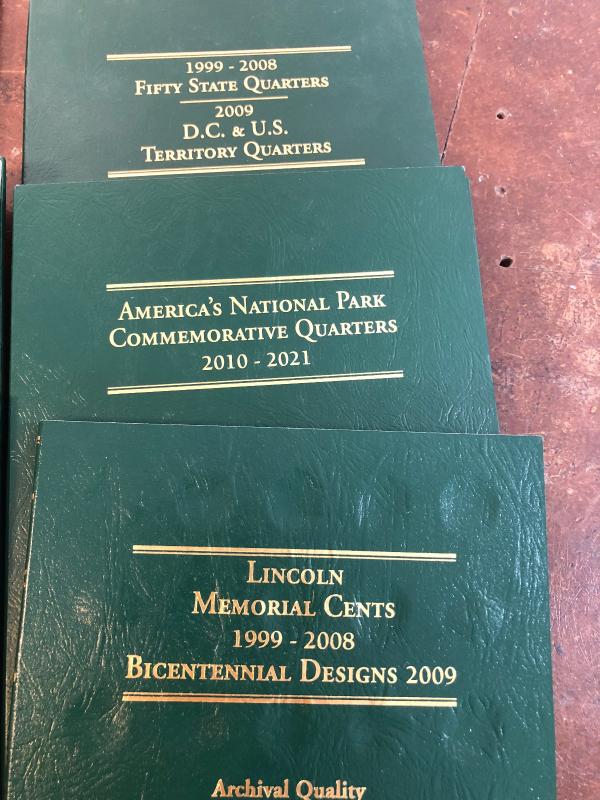 1999 - 2008
Fifty State Quarters
2009
D.C. & U.S.
Territory Quarters
America's National Park
Commemorative Quarters
2010 - 2021
Lincoln
Memorial Cents
1999 - 2008
Bicentennial Designs 2009
Archival Quality